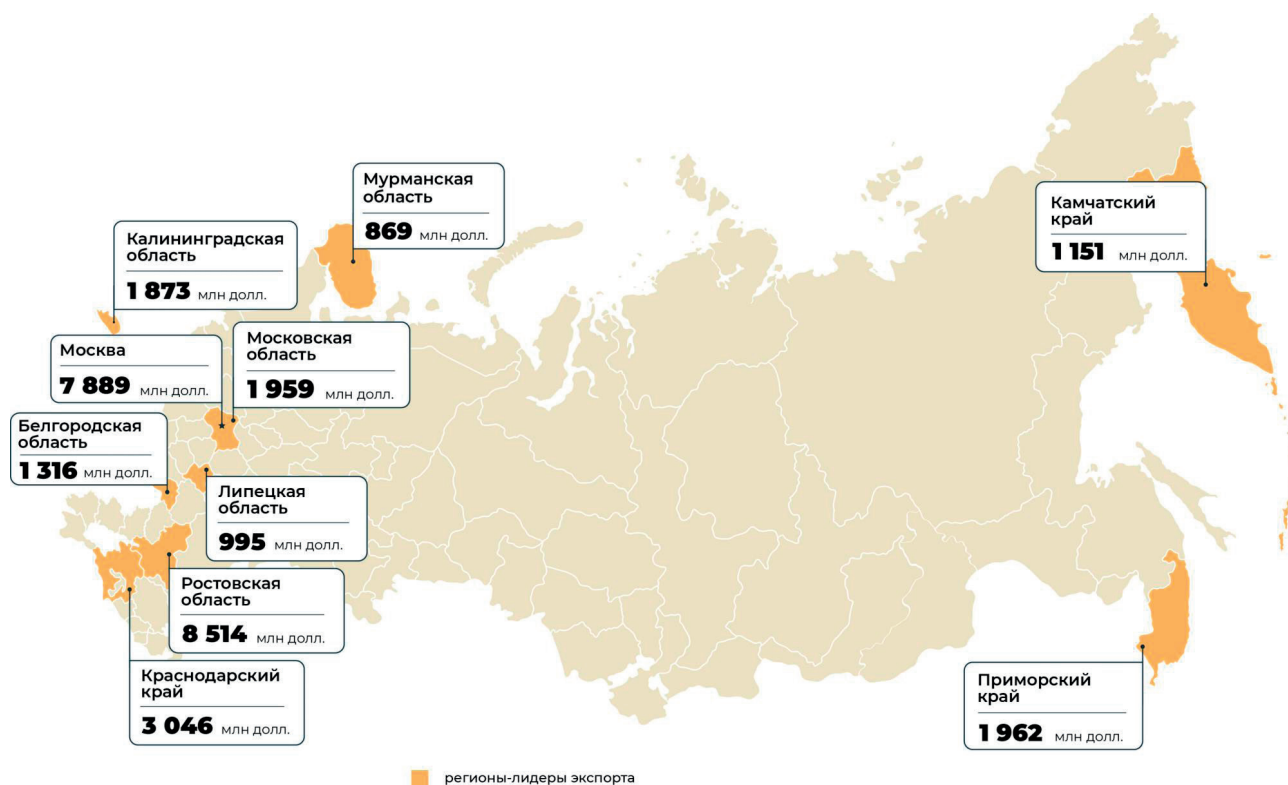 Мурманская
область
869 млн долл.
Калининградская
область
1 873 млн долл.
Камчатский
край
1 151 млн долл.
Москва
7 889 млн долл.
Московская
область
1 959 млн долл.
Белгородская
область
1 316 млн долл.
Липецкая
область
995 млн долл.
Ростовская
область
8 514 млн долл.
Краснодарский
край
3 046 млн долл.
Приморский
край
1 962 млн долл.
регионы-лидеры экспорта